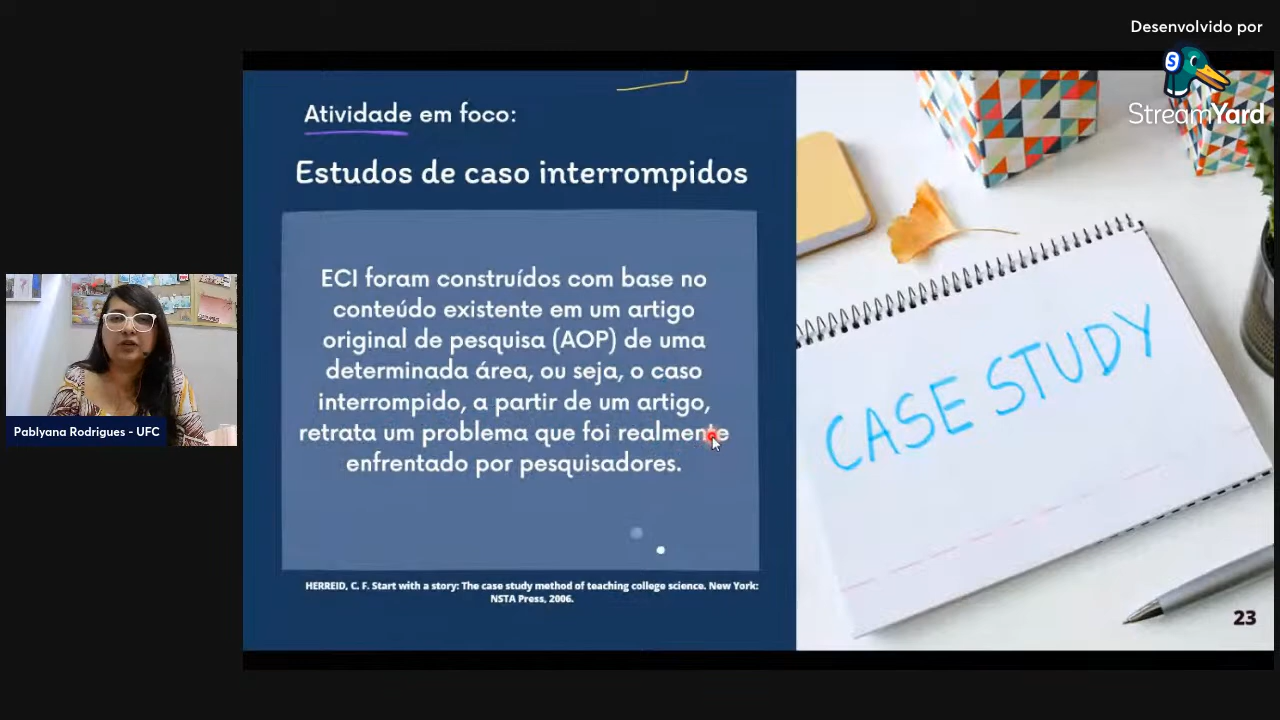 Desenvolvido por
StreamYard
Atividade em foco:
Estudos de caso interrompidos
ECI foram construídos com base no
conteúdo existente em um artigo
original de pesquisa (AOP) de uma
determinada área, ou seja, o caso
interrompido, a partir de um artigo,
retrata um problema que foi realmente
enfrentado por pesquisadores.
HERREID, C. F. Start with a story: The case study method of teaching college science. New York:
NSTA Press, 2006.
CASE STUDY
23
Pablyana Rodrigues - UFC